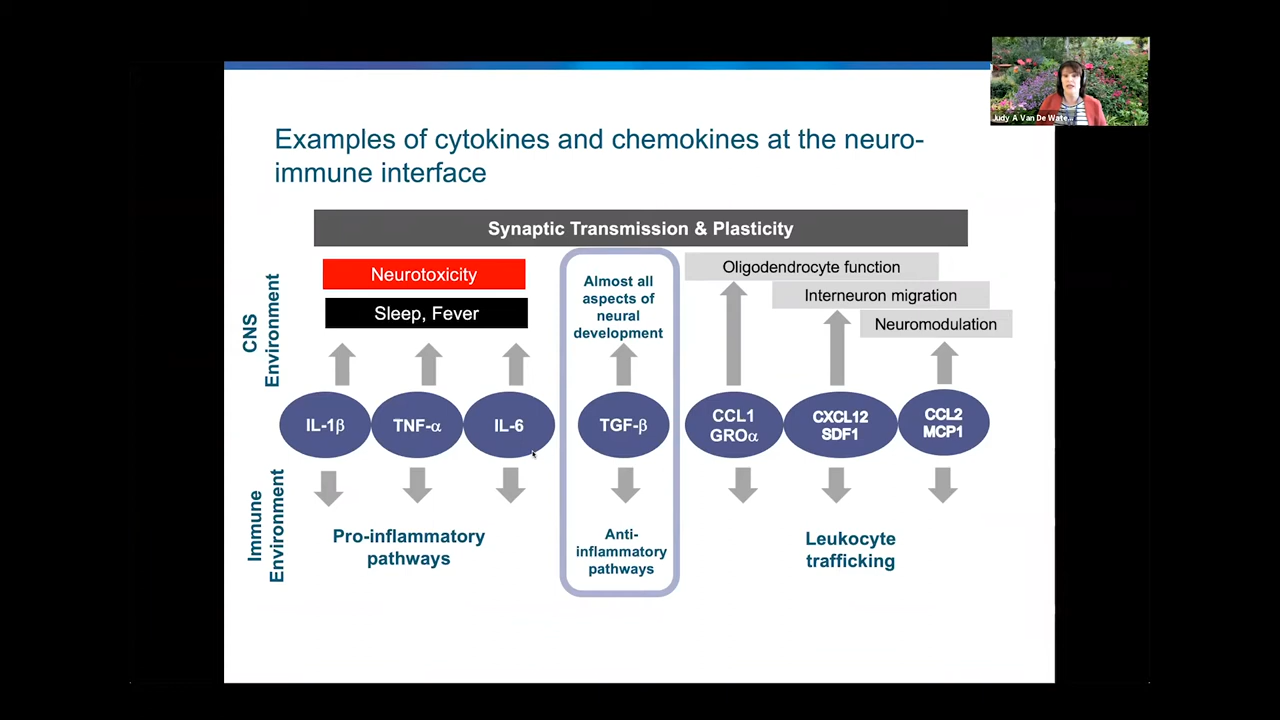 Judy A Van De Wate...
Examples of cytokines and chemokines at the neuro-
immune interface
Synaptic Transmission & Plasticity
CNS
Environment
Neurotoxicity
Sleep, Fever
Almost all
aspects of
neural
development
Oligodendrocyte function
Interneuron migration
Neuromodulation
IL-1β
TNF-α
IL-6
TGF-β
CCL1
GROα
CXCL12
SDF1
CCL2
MCP1
Immune
Environment
Pro-inflammatory
pathways
Anti-
inflammatory
pathways
Leukocyte
trafficking